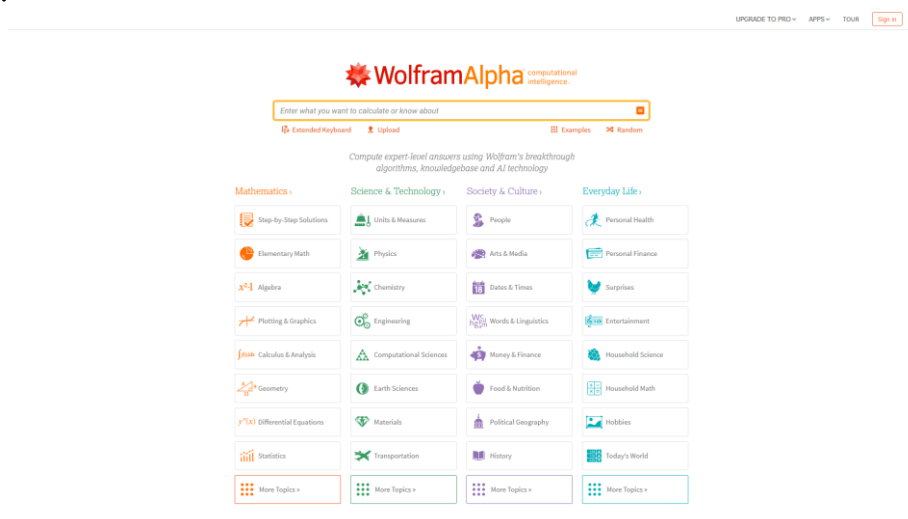 UPGRADE TO PRO APPS TOUR Sign in
WolframAlpha computational
intelligence.
Enter what you want to calculate or know about
Extended Keyboard Upload Examples Random
Compute expert-level answers using Wolfram's breakthrough
algorithms, knowledgebase and AI technology
Mathematics › Science & Technology › Society & Culture › Everyday Life ›
Step-by-Step Solutions Units & Measures People Personal Health
Elementary Math Physics Arts & Media Personal Finance
x²-1 Algebra Chemistry 18 Dates & Times Surprises
Plotting & Graphics Engineering Words & Linguistics Entertainment
Calculus & Analysis Computational Sciences Money & Finance Household Science
Geometry Earth Sciences Food & Nutrition Household Math
y″(x) Differential Equations Materials Political Geography Hobbies
Statistics Transportation History Today's World
More Topics » More Topics » More Topics » More Topics »